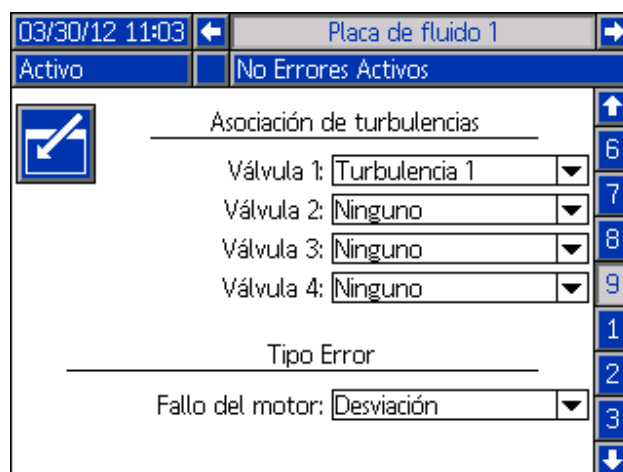 03/30/12 11:03 Placa de fluido 1
Activo No Errores Activos
Asociación de turbulencias
Válvula 1: Turbulencia 1
Válvula 2: Ninguno
Válvula 3: Ninguno
Válvula 4: Ninguno
Tipo Error
Fallo del motor: Desviación
6
7
8
9
1
2
3